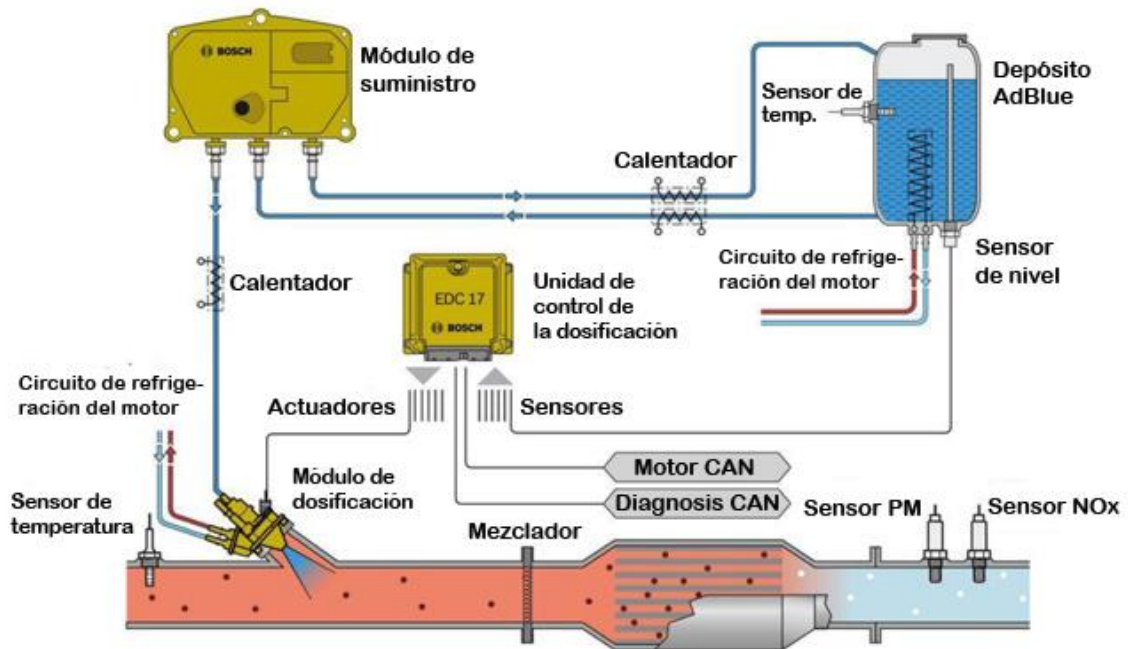 BOSCH
Módulo de
suministro
Depósito
AdBlue
Sensor de
temp.
Calentador
Circuito de refrige-
ración del motor
Sensor
de nivel
Calentador
EDC 17
BOSCH
Unidad de
control de
la dosificación
Circuito de refrige-
ración del motor
Actuadores
Sensores
Motor CAN
Diagnosis CAN
Sensor de
temperatura
Módulo de
dosificación
Mezclador
Sensor PM
Sensor NOx